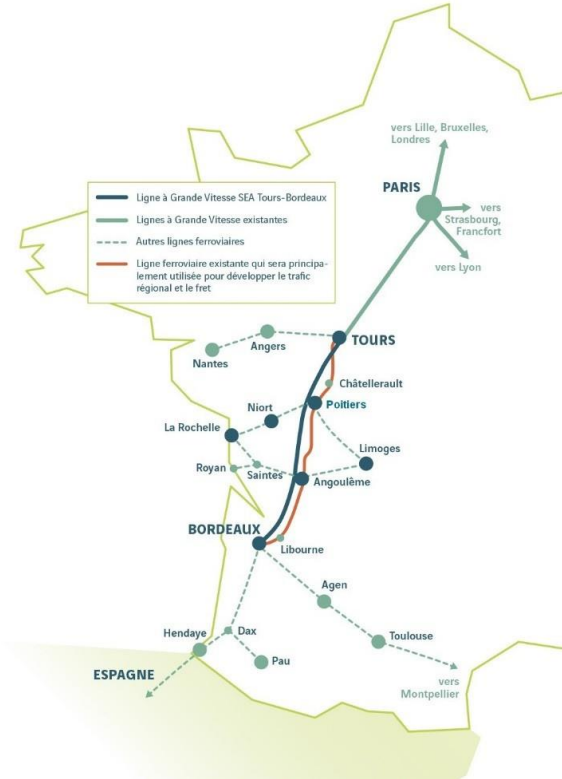 vers Lille, Bruxelles,
Londres
PARIS
vers
Strasbourg,
Francfort
vers Lyon
Ligne à Grande Vitesse SEA Tours-Bordeaux
Lignes à Grande Vitesse existantes
Autres lignes ferroviaires
Ligne ferroviaire existante qui sera principa-
lement utilisée pour développer le trafic
régional et le fret
TOURS
Angers
Nantes
Châtellerault
Poitiers
Niort
La Rochelle
Limoges
Royan
Saintes
Angoulême
BORDEAUX
Libourne
Agen
Toulouse
Hendaye
Dax
Pau
ESPAGNE
vers
Montpellier